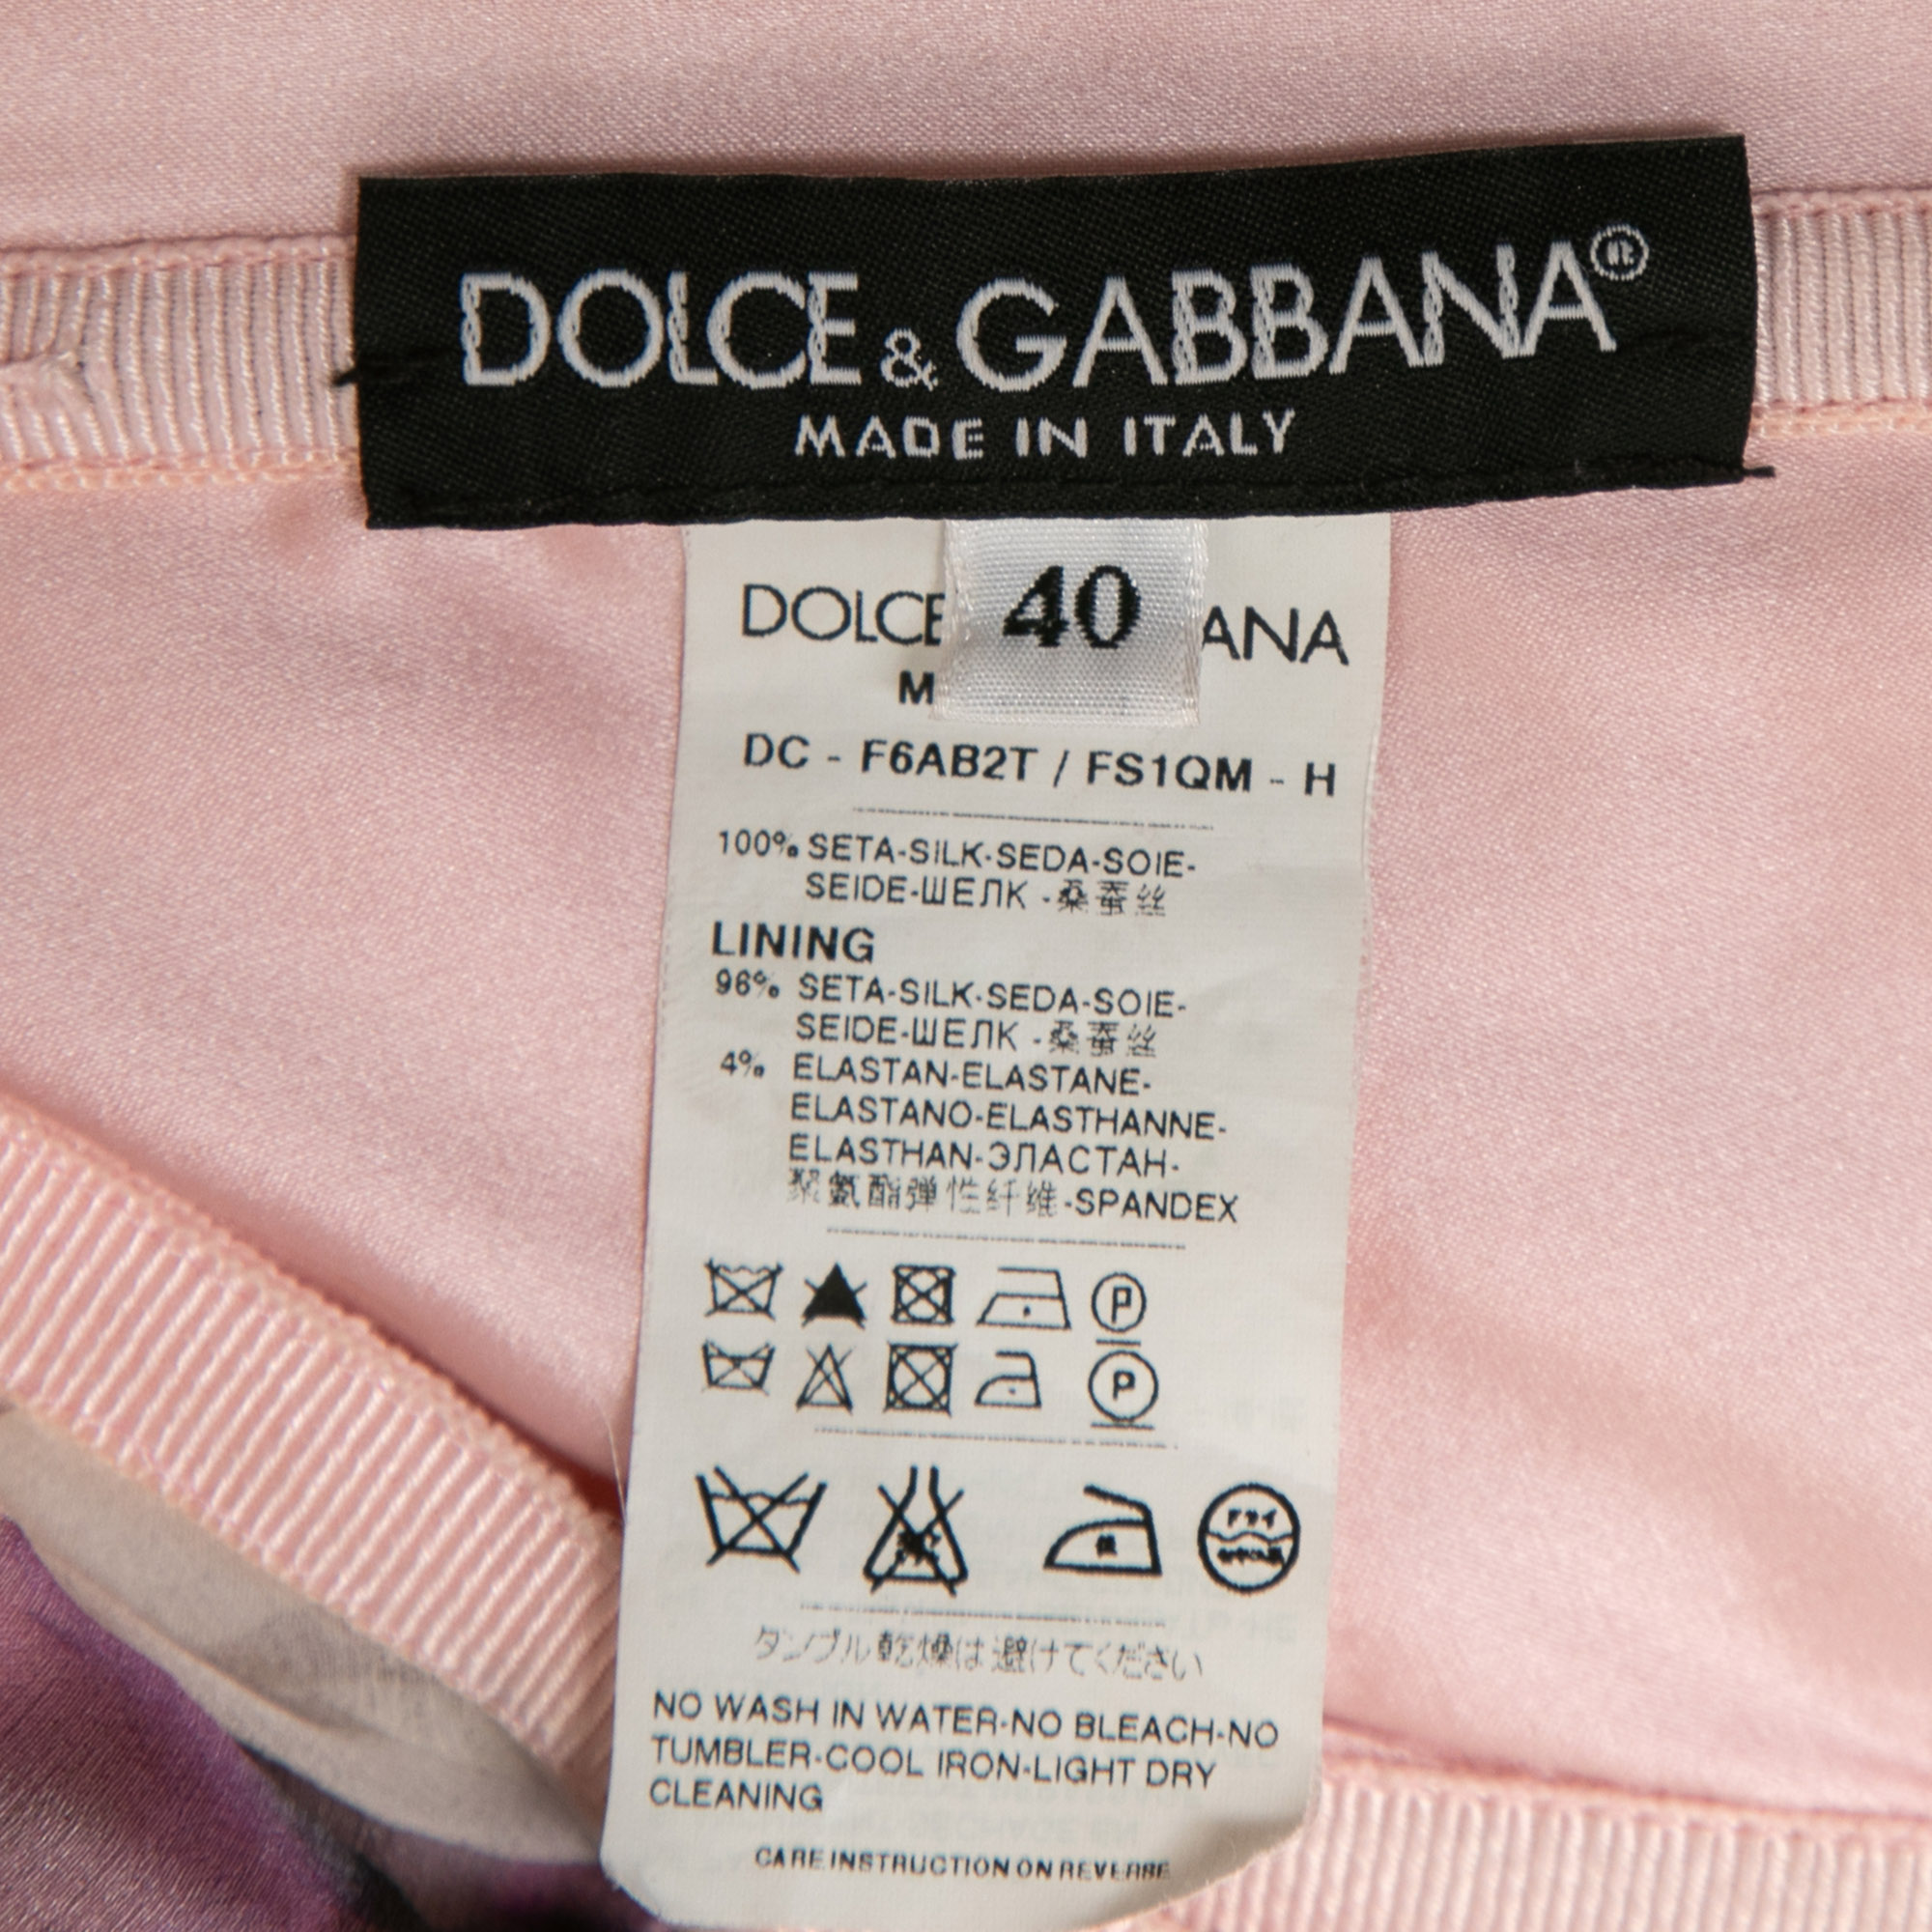 DOLCE & GABBANA®
MADE IN ITALY
40
DOLCE ANA
M
DC - F6AB2T / FS1QM - H
100% SETA-SILK-SEDA-SOIE-
SEIDE-ШЕЛК -桑蚕丝
LINING
96% SETA-SILK-SEDA-SOIE-
SEIDE-ШЕЛК -桑蚕丝
4% ELASTAN-ELASTANE-
ELASTANO-ELASTHANNE-
ELASTHAN-ЭЛАСТАН-
聚氨酯弹性纤维-SPANDEX
P
P
ドライ
タンブル乾燥は避けてください
NO WASH IN WATER-NO BLEACH-NO
TUMBLER-COOL IRON-LIGHT DRY
CLEANING
CARE INSTRUCTION ON REVERSE